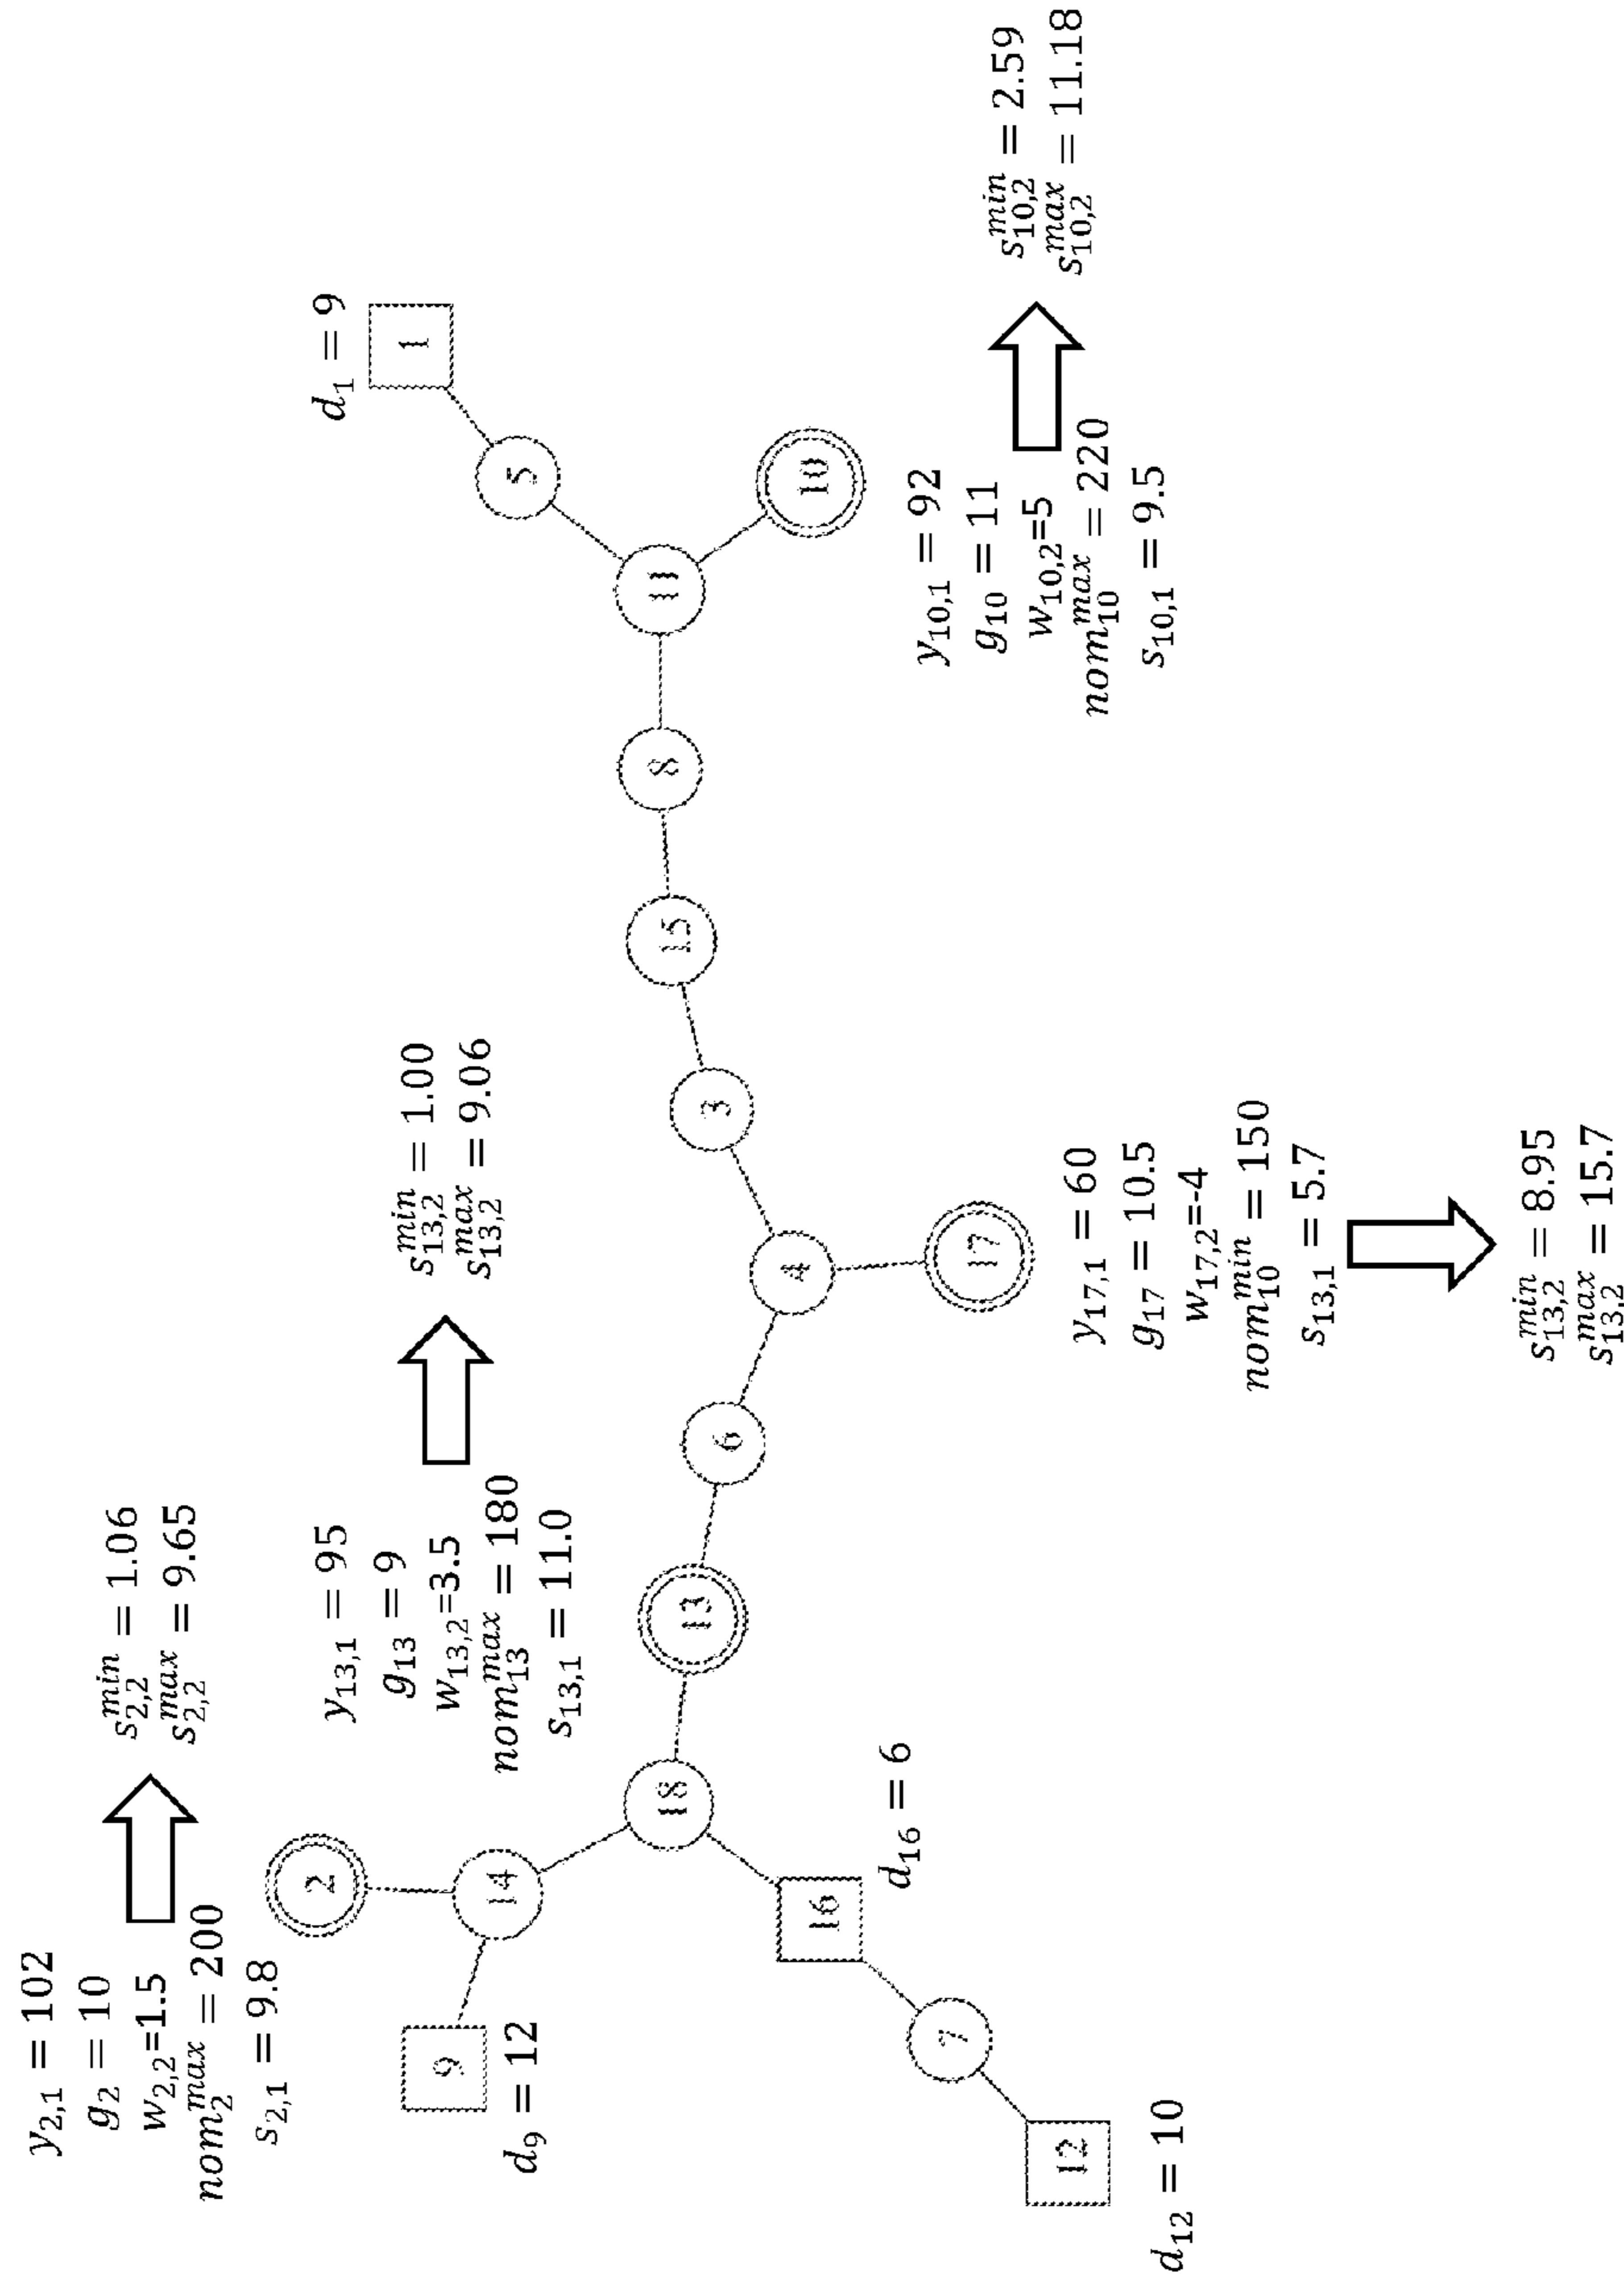 y_{2,1} = 102
g_2 = 10
w_{2,2}=1.5
nom_2^{max} = 200
s_{2,1} = 9.8
s_{2,2}^{min} = 1.06
s_{2,2}^{max} = 9.65
y_{13,1} = 95
g_{13} = 9
w_{13,2}=3.5
nom_{13}^{max} = 180
s_{13,1} = 11.0
s_{13,2}^{min} = 1.00
s_{13,2}^{max} = 9.06
d_1 = 9
1
5
2
14
9
d_9 = 12
11
10
8
15
3
4
17
6
13
18
16
d_{16} = 6
7
12
d_{12} = 10
y_{17,1} = 60
g_{17} = 10.5
w_{17,2}=-4
nom_{10}^{min} = 150
s_{13,1} = 5.7
s_{13,2}^{min} = 8.95
s_{13,2}^{max} = 15.7
y_{10,1} = 92
g_{10} = 11
w_{10,2}=5
nom_{10}^{max} = 220
s_{10,1} = 9.5
s_{10,2}^{min} = 2.59
s_{10,2}^{max} = 11.18